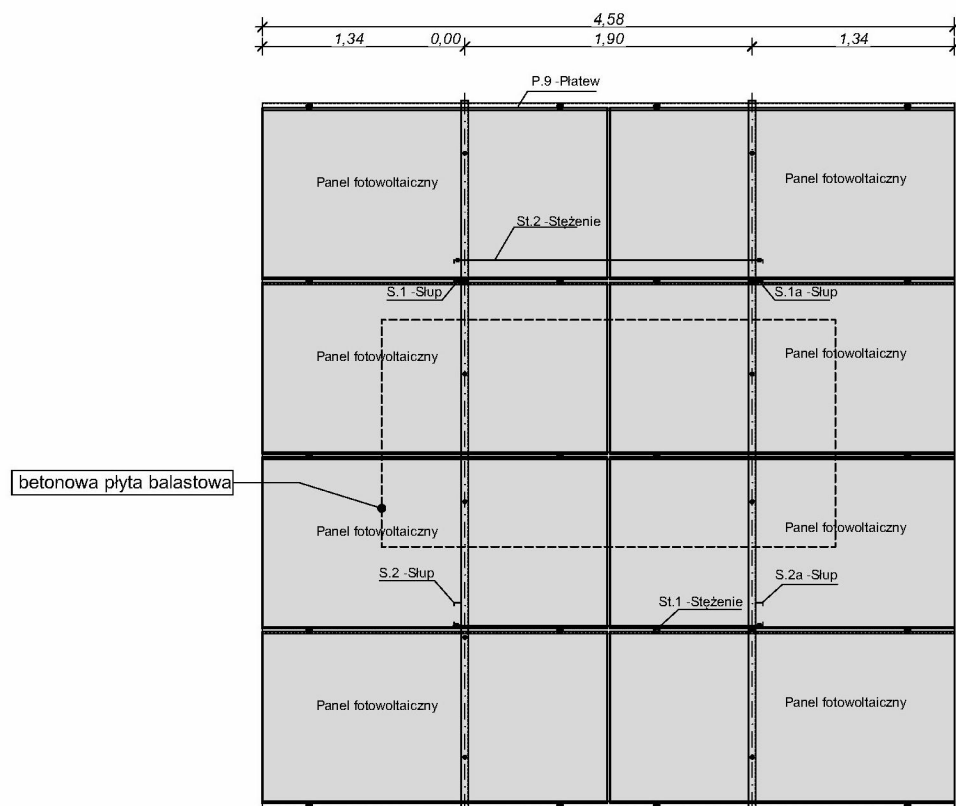 4,58
1,34 0,00 1,90 1,34
P.9 -Płatew
Panel fotowoltaiczny Panel fotowoltaiczny
St.2 -Stężenie
S.1 -Słup S.1a -Słup
Panel fotowoltaiczny Panel fotowoltaiczny
betonowa płyta balastowa
Panel fotowoltaiczny Panel fotowoltaiczny
S.2 -Słup S.2a -Słup
St.1 -Stężenie
Panel fotowoltaiczny Panel fotowoltaiczny